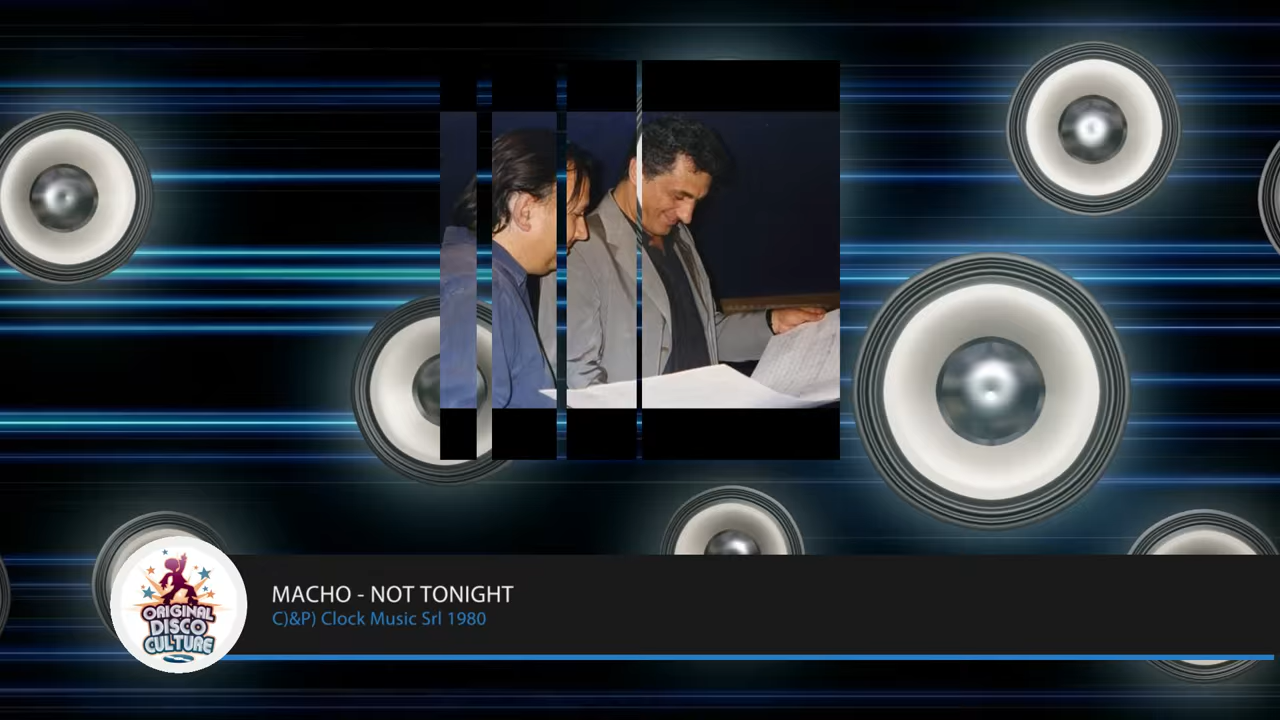 MACHO - NOT TONIGHT
C)&P) Clock Music Srl 1980
ORIGINAL
DISCO
CULTURE